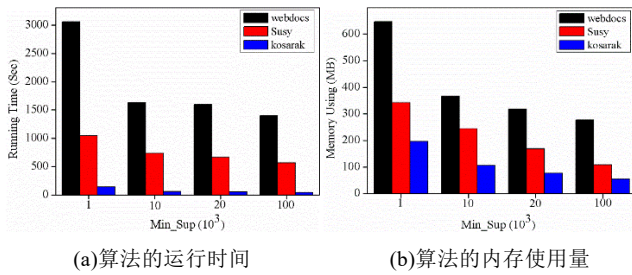 3000
2500
2000
1500
1000
500
0
Running Time (Sec)
webdocs
Susy
kosarak
1 10 20 100
Min_Sup (10³)
(a)算法的运行时间
600
500
400
300
200
100
0
Memory Using (MB)
webdocs
Susy
kosarak
1 10 20 100
Min_Sup (10³)
(b)算法的内存使用量